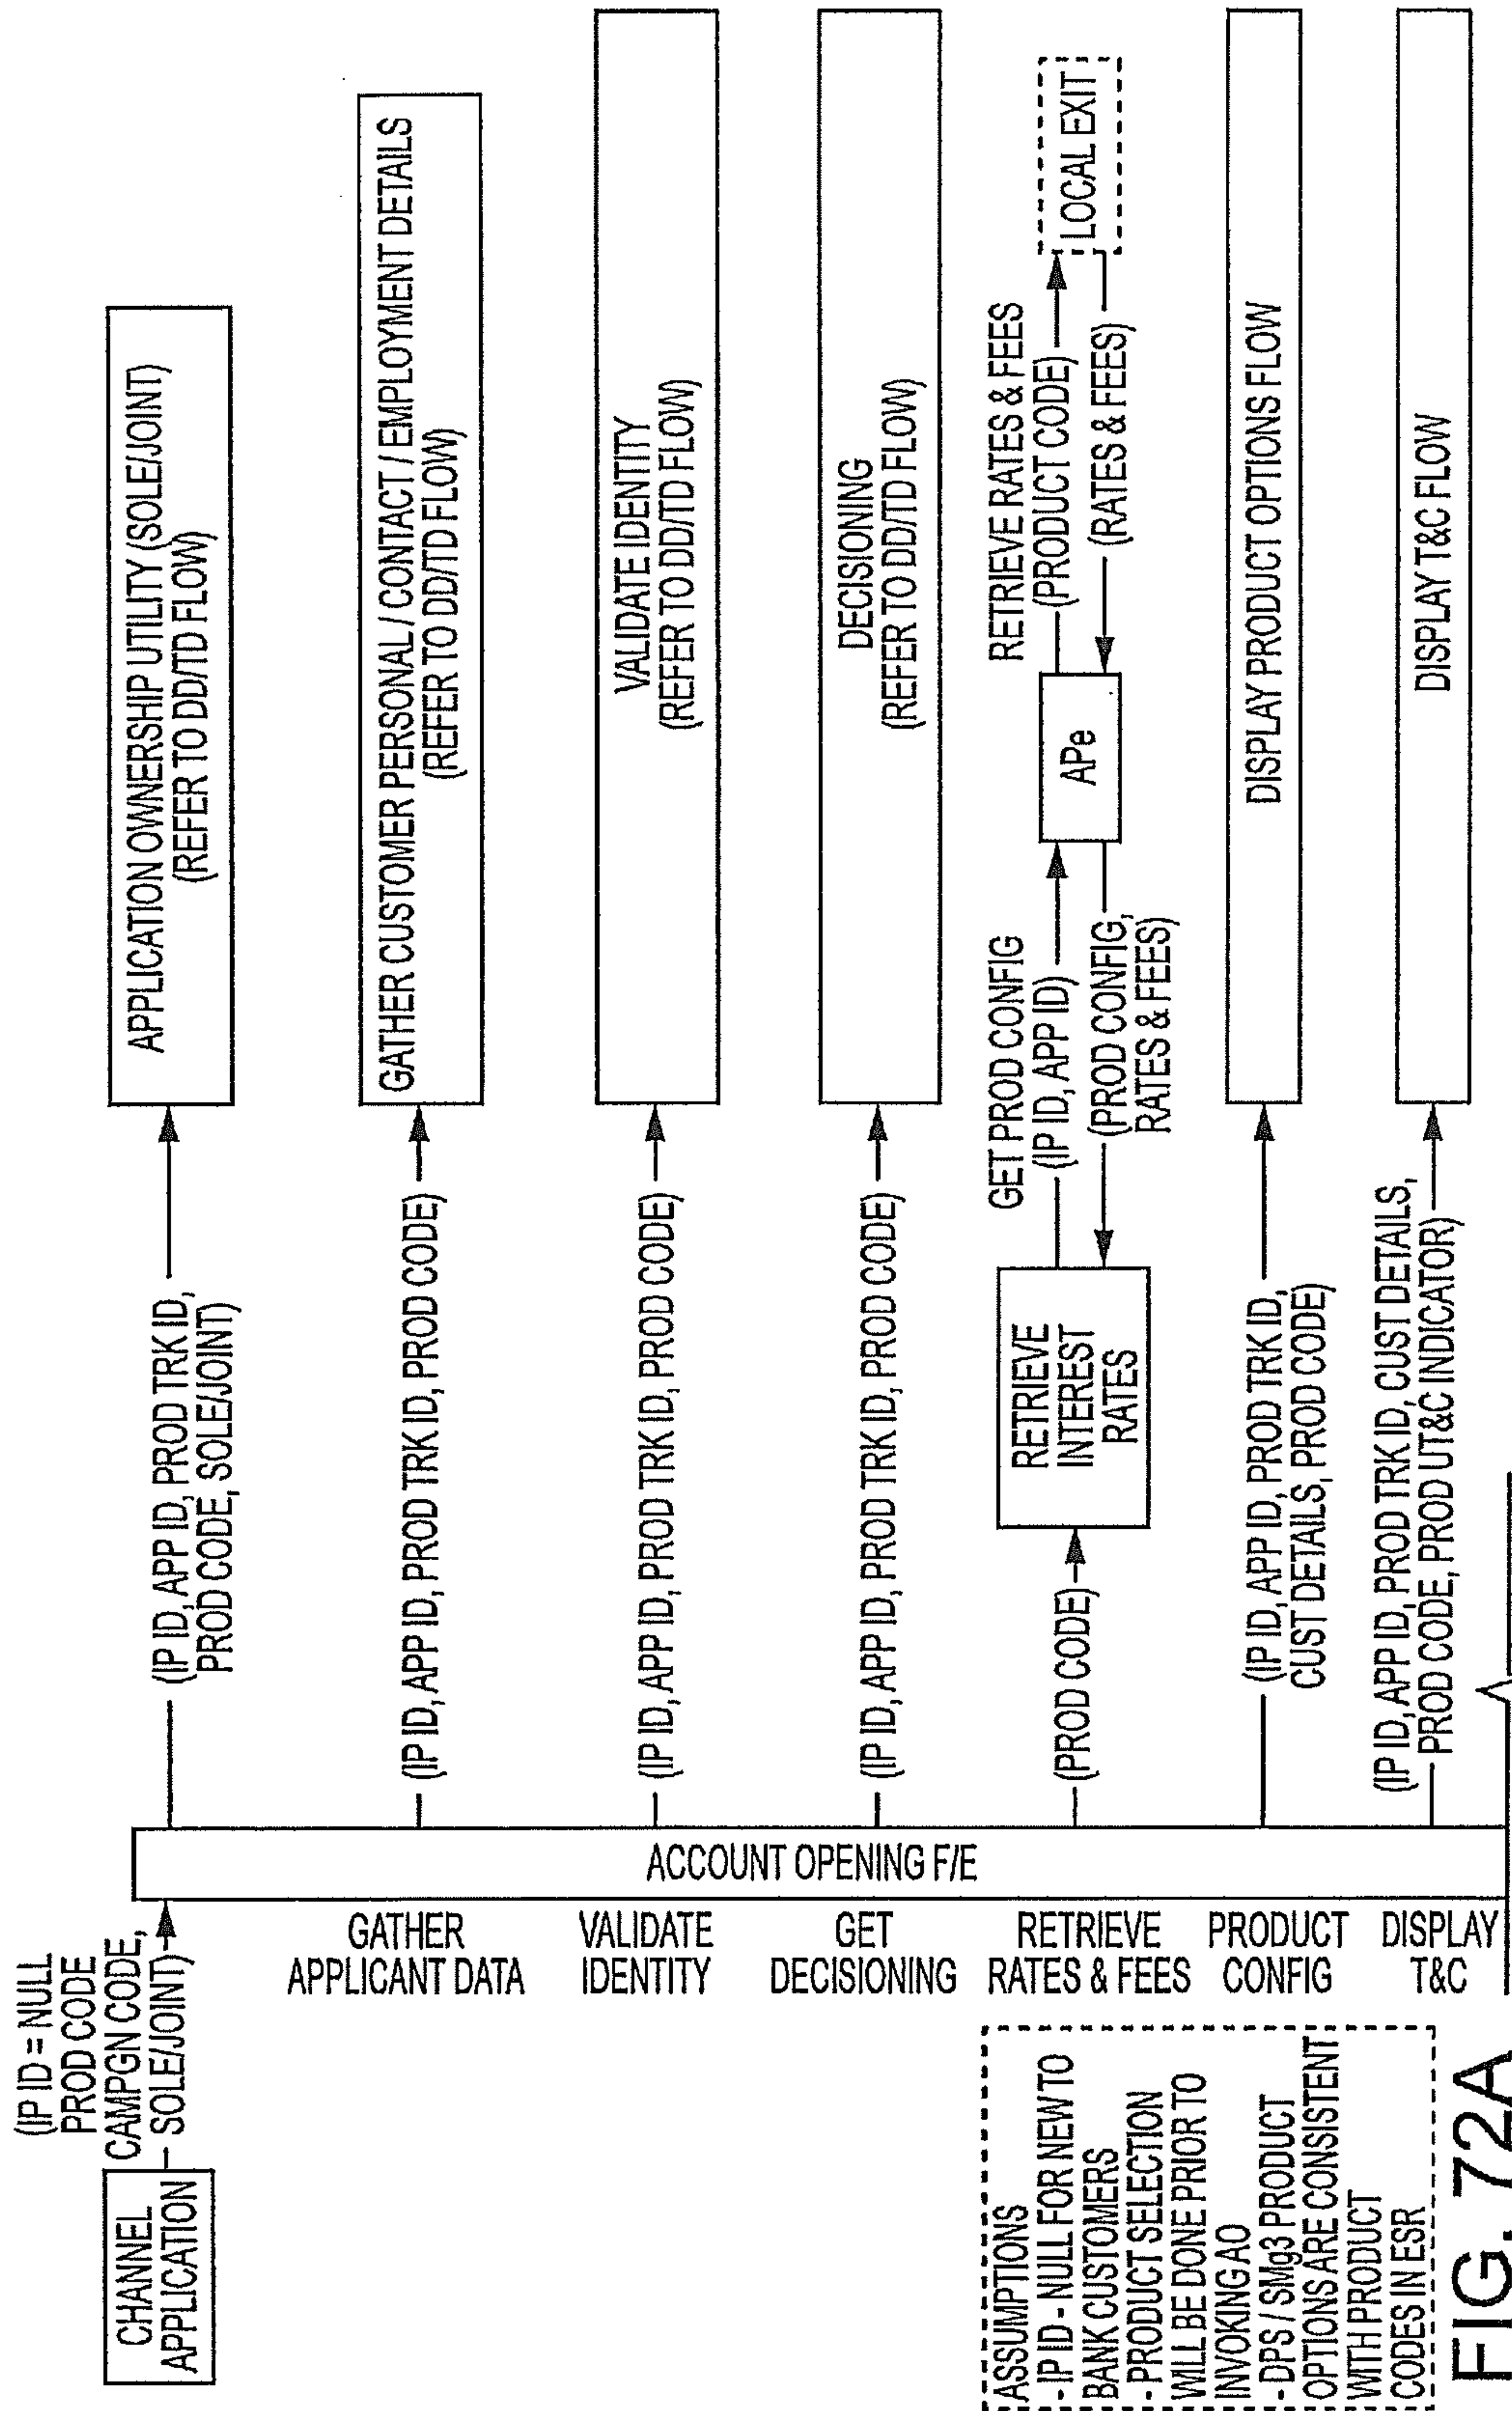 CHANNEL
APPLICATION
(IP ID = NULL
PROD CODE
CAMPGN CODE,
SOLE/JOINT)
ACCOUNT OPENING F/E
(IP ID, APP ID, PROD TRK ID,
PROD CODE, SOLE/JOINT)
APPLICATION OWNERSHIP UTILITY (SOLE/JOINT)
(REFER TO DD/TD FLOW)
GATHER
APPLICANT DATA
(IP ID, APP ID, PROD TRK ID, PROD CODE)
GATHER CUSTOMER PERSONAL / CONTACT / EMPLOYMENT DETAILS
(REFER TO DD/TD FLOW)
VALIDATE
IDENTITY
(IP ID, APP ID, PROD TRK ID, PROD CODE)
VALIDATE IDENTITY
(REFER TO DD/TD FLOW)
GET
DECISIONING
(IP ID, APP ID, PROD TRK ID, PROD CODE)
DECISIONING
(REFER TO DD/TD FLOW)
RETRIEVE
RATES & FEES
(PROD CODE)
RETRIEVE
INTEREST
RATES
GET PROD CONFIG
(IP ID, APP ID)
(PROD CONFIG,
RATES & FEES)
APe
RETRIEVE RATES & FEES
(PRODUCT CODE)
(RATES & FEES)
LOCAL EXIT
PRODUCT
CONFIG
(IP ID, APP ID, PROD TRK ID,
CUST DETAILS, PROD CODE)
DISPLAY PRODUCT OPTIONS FLOW
DISPLAY
T&C
(IP ID, APP ID, PROD TRK ID, CUST DETAILS,
PROD CODE, PROD UT&C INDICATOR)
DISPLAY T&C FLOW
ASSUMPTIONS
- IP ID - NULL FOR NEW TO
BANK CUSTOMERS
- PRODUCT SELECTION
WILL BE DONE PRIOR TO
INVOKING AO
- DPS / SMg3 PRODUCT
OPTIONS ARE CONSISTENT
WITH PRODUCT
CODES IN ESR
FIG. 72A